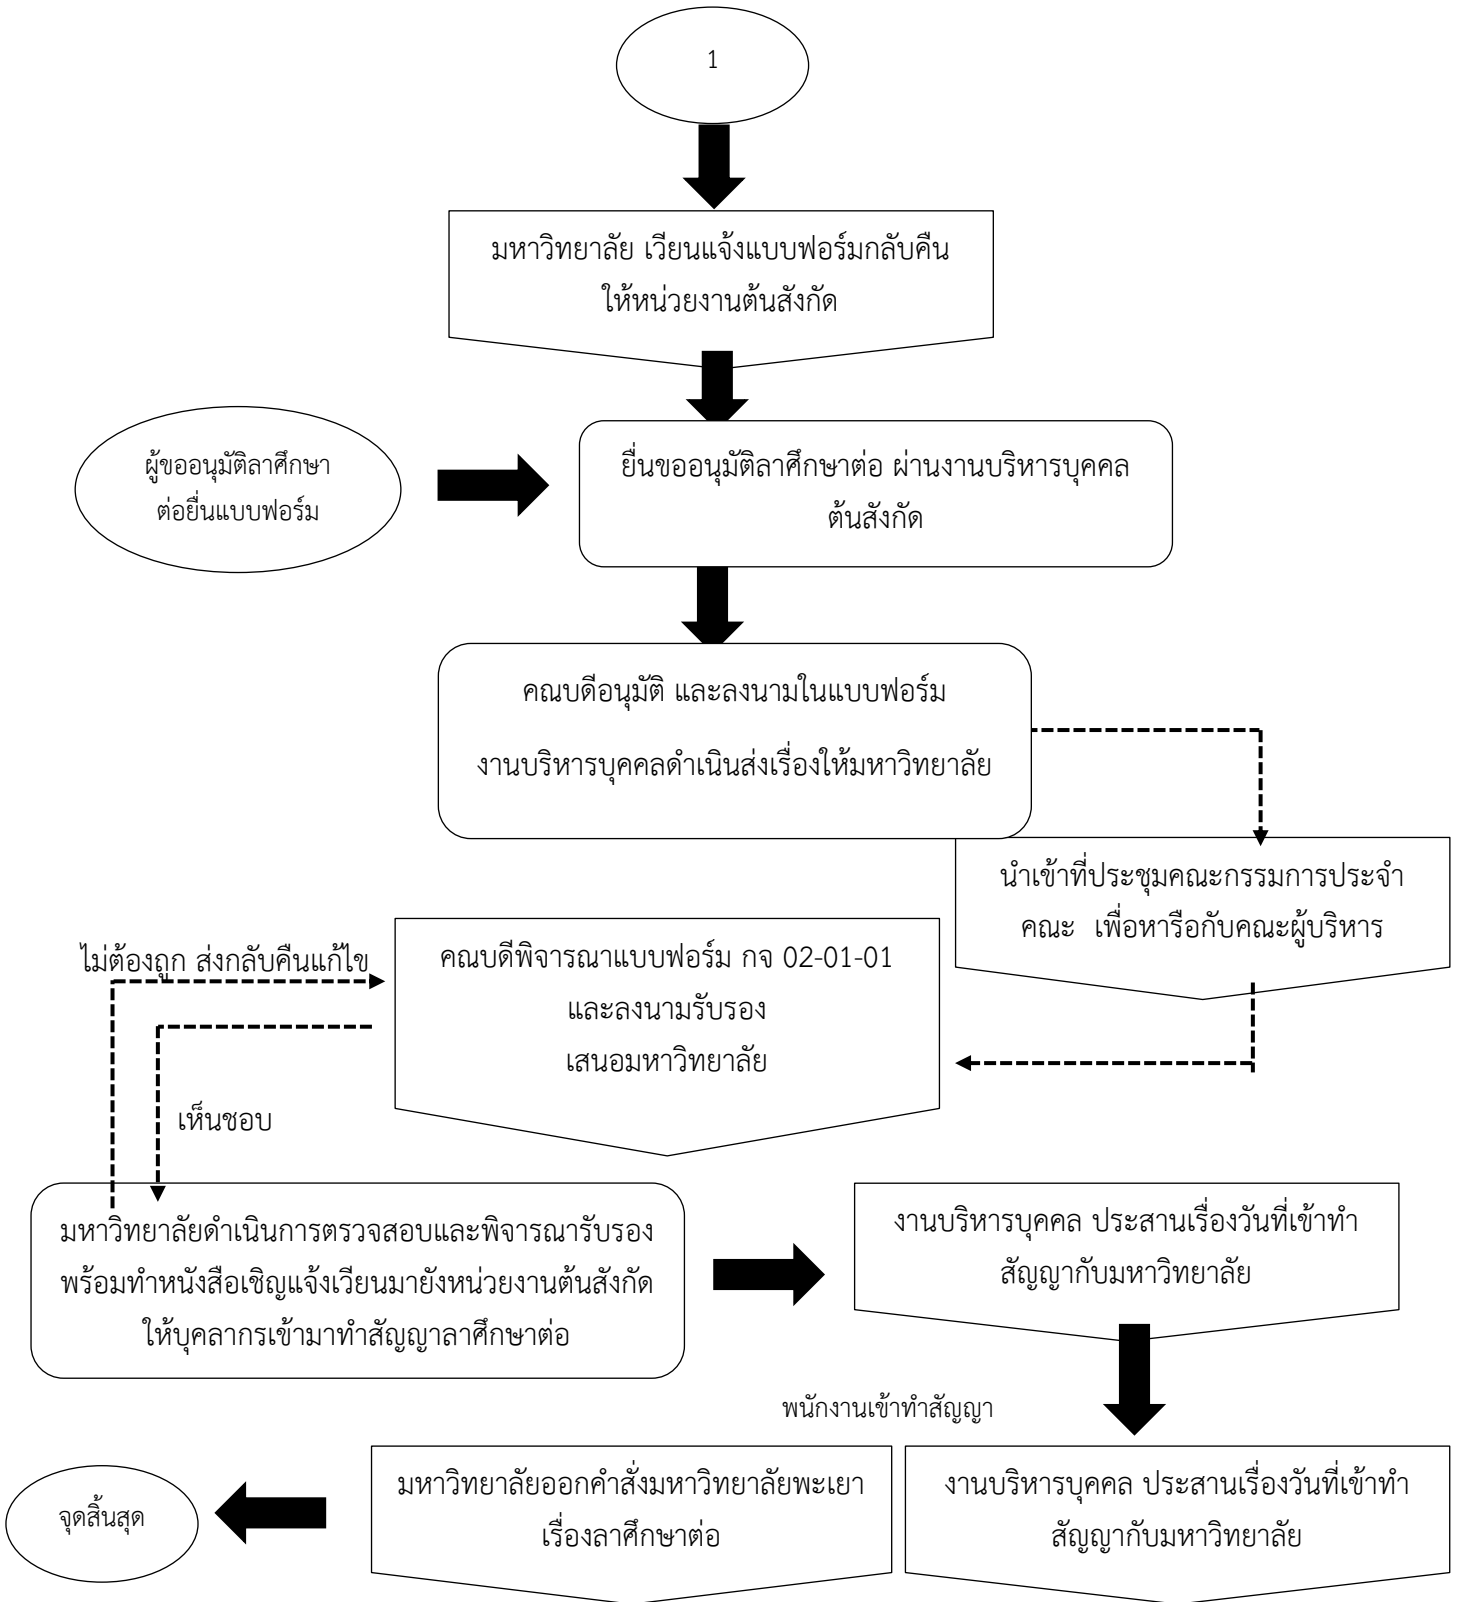 1
มหาวิทยาลัย เวียนแจ้งแบบฟอร์มกลับคืน
ให้หน่วยงานต้นสังกัด
ผู้ขออนุมัติลาศึกษา
ต่อยื่นแบบฟอร์ม
ยื่นขออนุมัติลาศึกษาต่อ ผ่านงานบริหารบุคคล
ต้นสังกัด
คณบดีอนุมัติ และลงนามในแบบฟอร์ม
งานบริหารบุคคลดำเนินส่งเรื่องให้มหาวิทยาลัย
นำเข้าที่ประชุมคณะกรรมการประจำ
คณะ เพื่อหารือกับคณะผู้บริหาร
ไม่ต้องถูก ส่งกลับคืนแก้ไข
คณบดีพิจารณาแบบฟอร์ม กจ 02-01-01
และลงนามรับรอง
เสนอมหาวิทยาลัย
เห็นชอบ
มหาวิทยาลัยดำเนินการตรวจสอบและพิจารณารับรอง
พร้อมทำหนังสือเชิญแจ้งเวียนมายังหน่วยงานต้นสังกัด
ให้บุคลากรเข้ามาทำสัญญาลาศึกษาต่อ
งานบริหารบุคคล ประสานเรื่องวันที่เข้าทำ
สัญญากับมหาวิทยาลัย
พนักงานเข้าทำสัญญา
จุดสิ้นสุด
มหาวิทยาลัยออกคำสั่งมหาวิทยาลัยพะเยา
เรื่องลาศึกษาต่อ
งานบริหารบุคคล ประสานเรื่องวันที่เข้าทำ
สัญญากับมหาวิทยาลัย